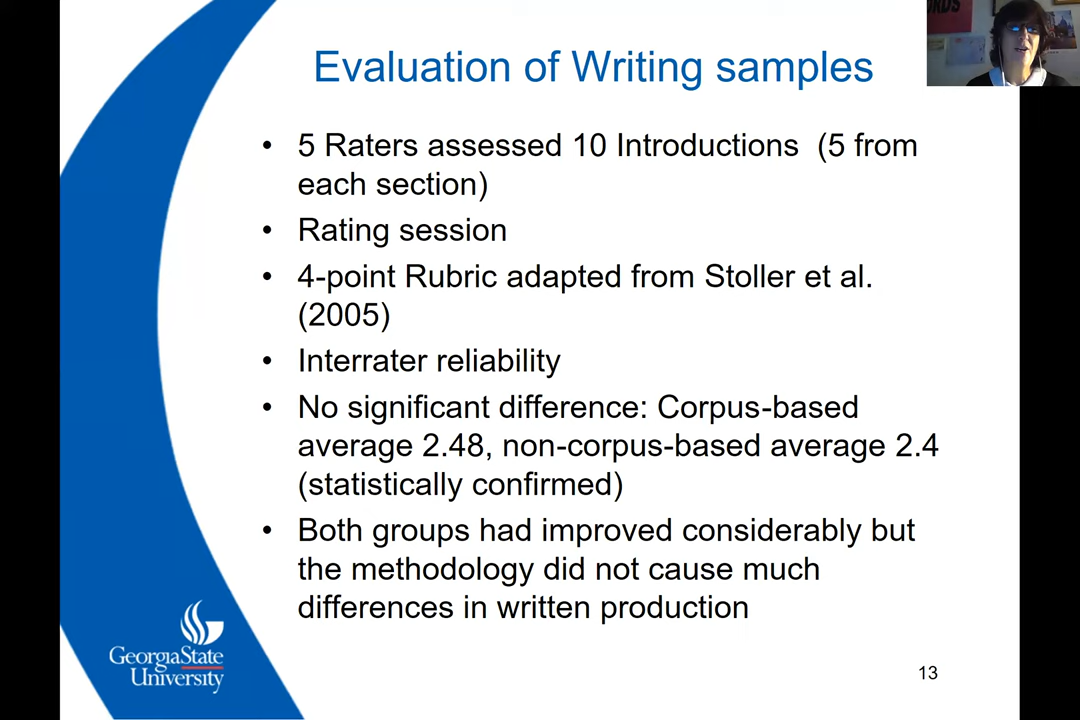 Evaluation of Writing samples
• 5 Raters assessed 10 Introductions (5 from
each section)
• Rating session
• 4-point Rubric adapted from Stoller et al.
(2005)
• Interrater reliability
• No significant difference: Corpus-based
average 2.48, non-corpus-based average 2.4
(statistically confirmed)
• Both groups had improved considerably but
the methodology did not cause much
differences in written production
GeorgiaState
University
13